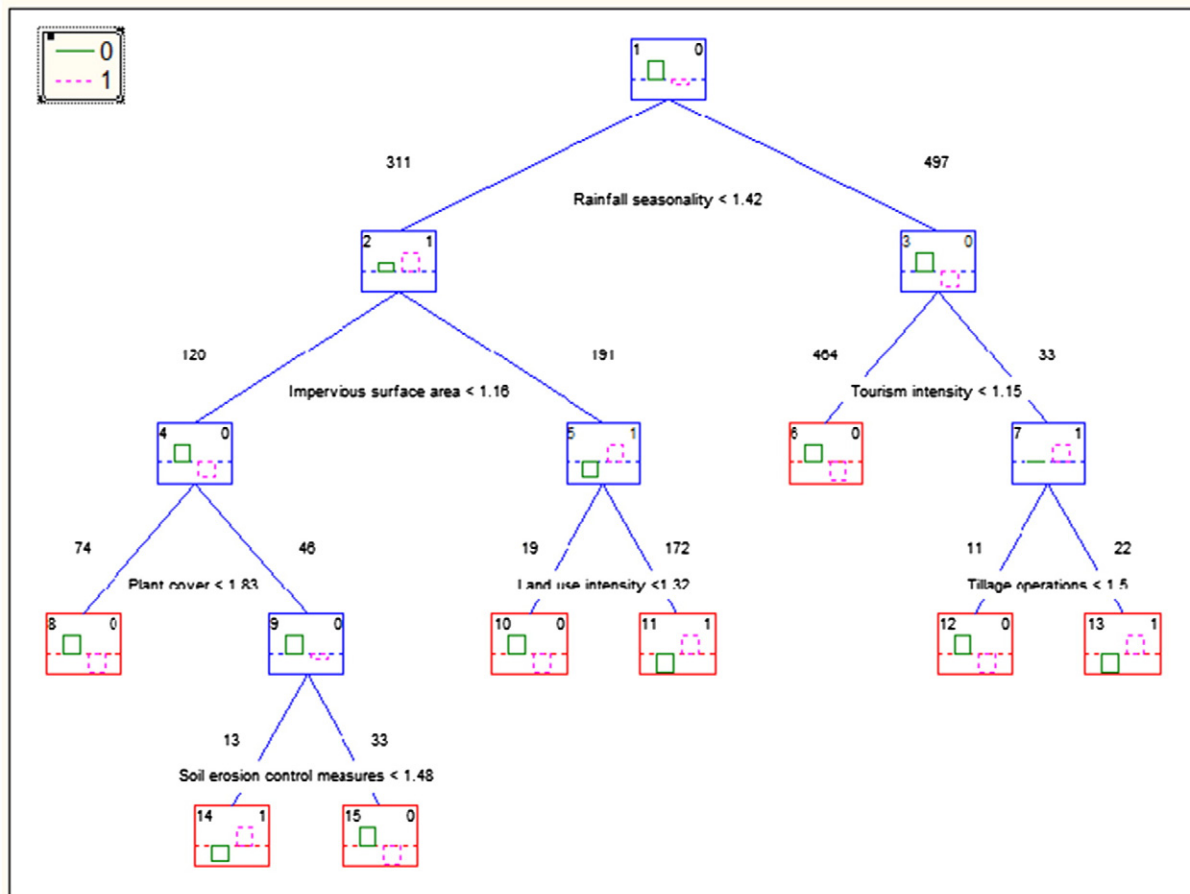 0
1
1 0
311 497
Rainfall seasonality < 1.42
2 1
3 0
120 191 464 33
Impervious surface area < 1.16
Tourism intensity < 1.15
4 0
5 1
6 0
7 1
74 46 19 172 11 22
Plant cover < 1.83
Land use intensity <1.32
Tillage operations < 1.5
8 0
9 0
10 0
11 1
12 0
13 1
13 33
Soil erosion control measures < 1.48
14 1
15 0